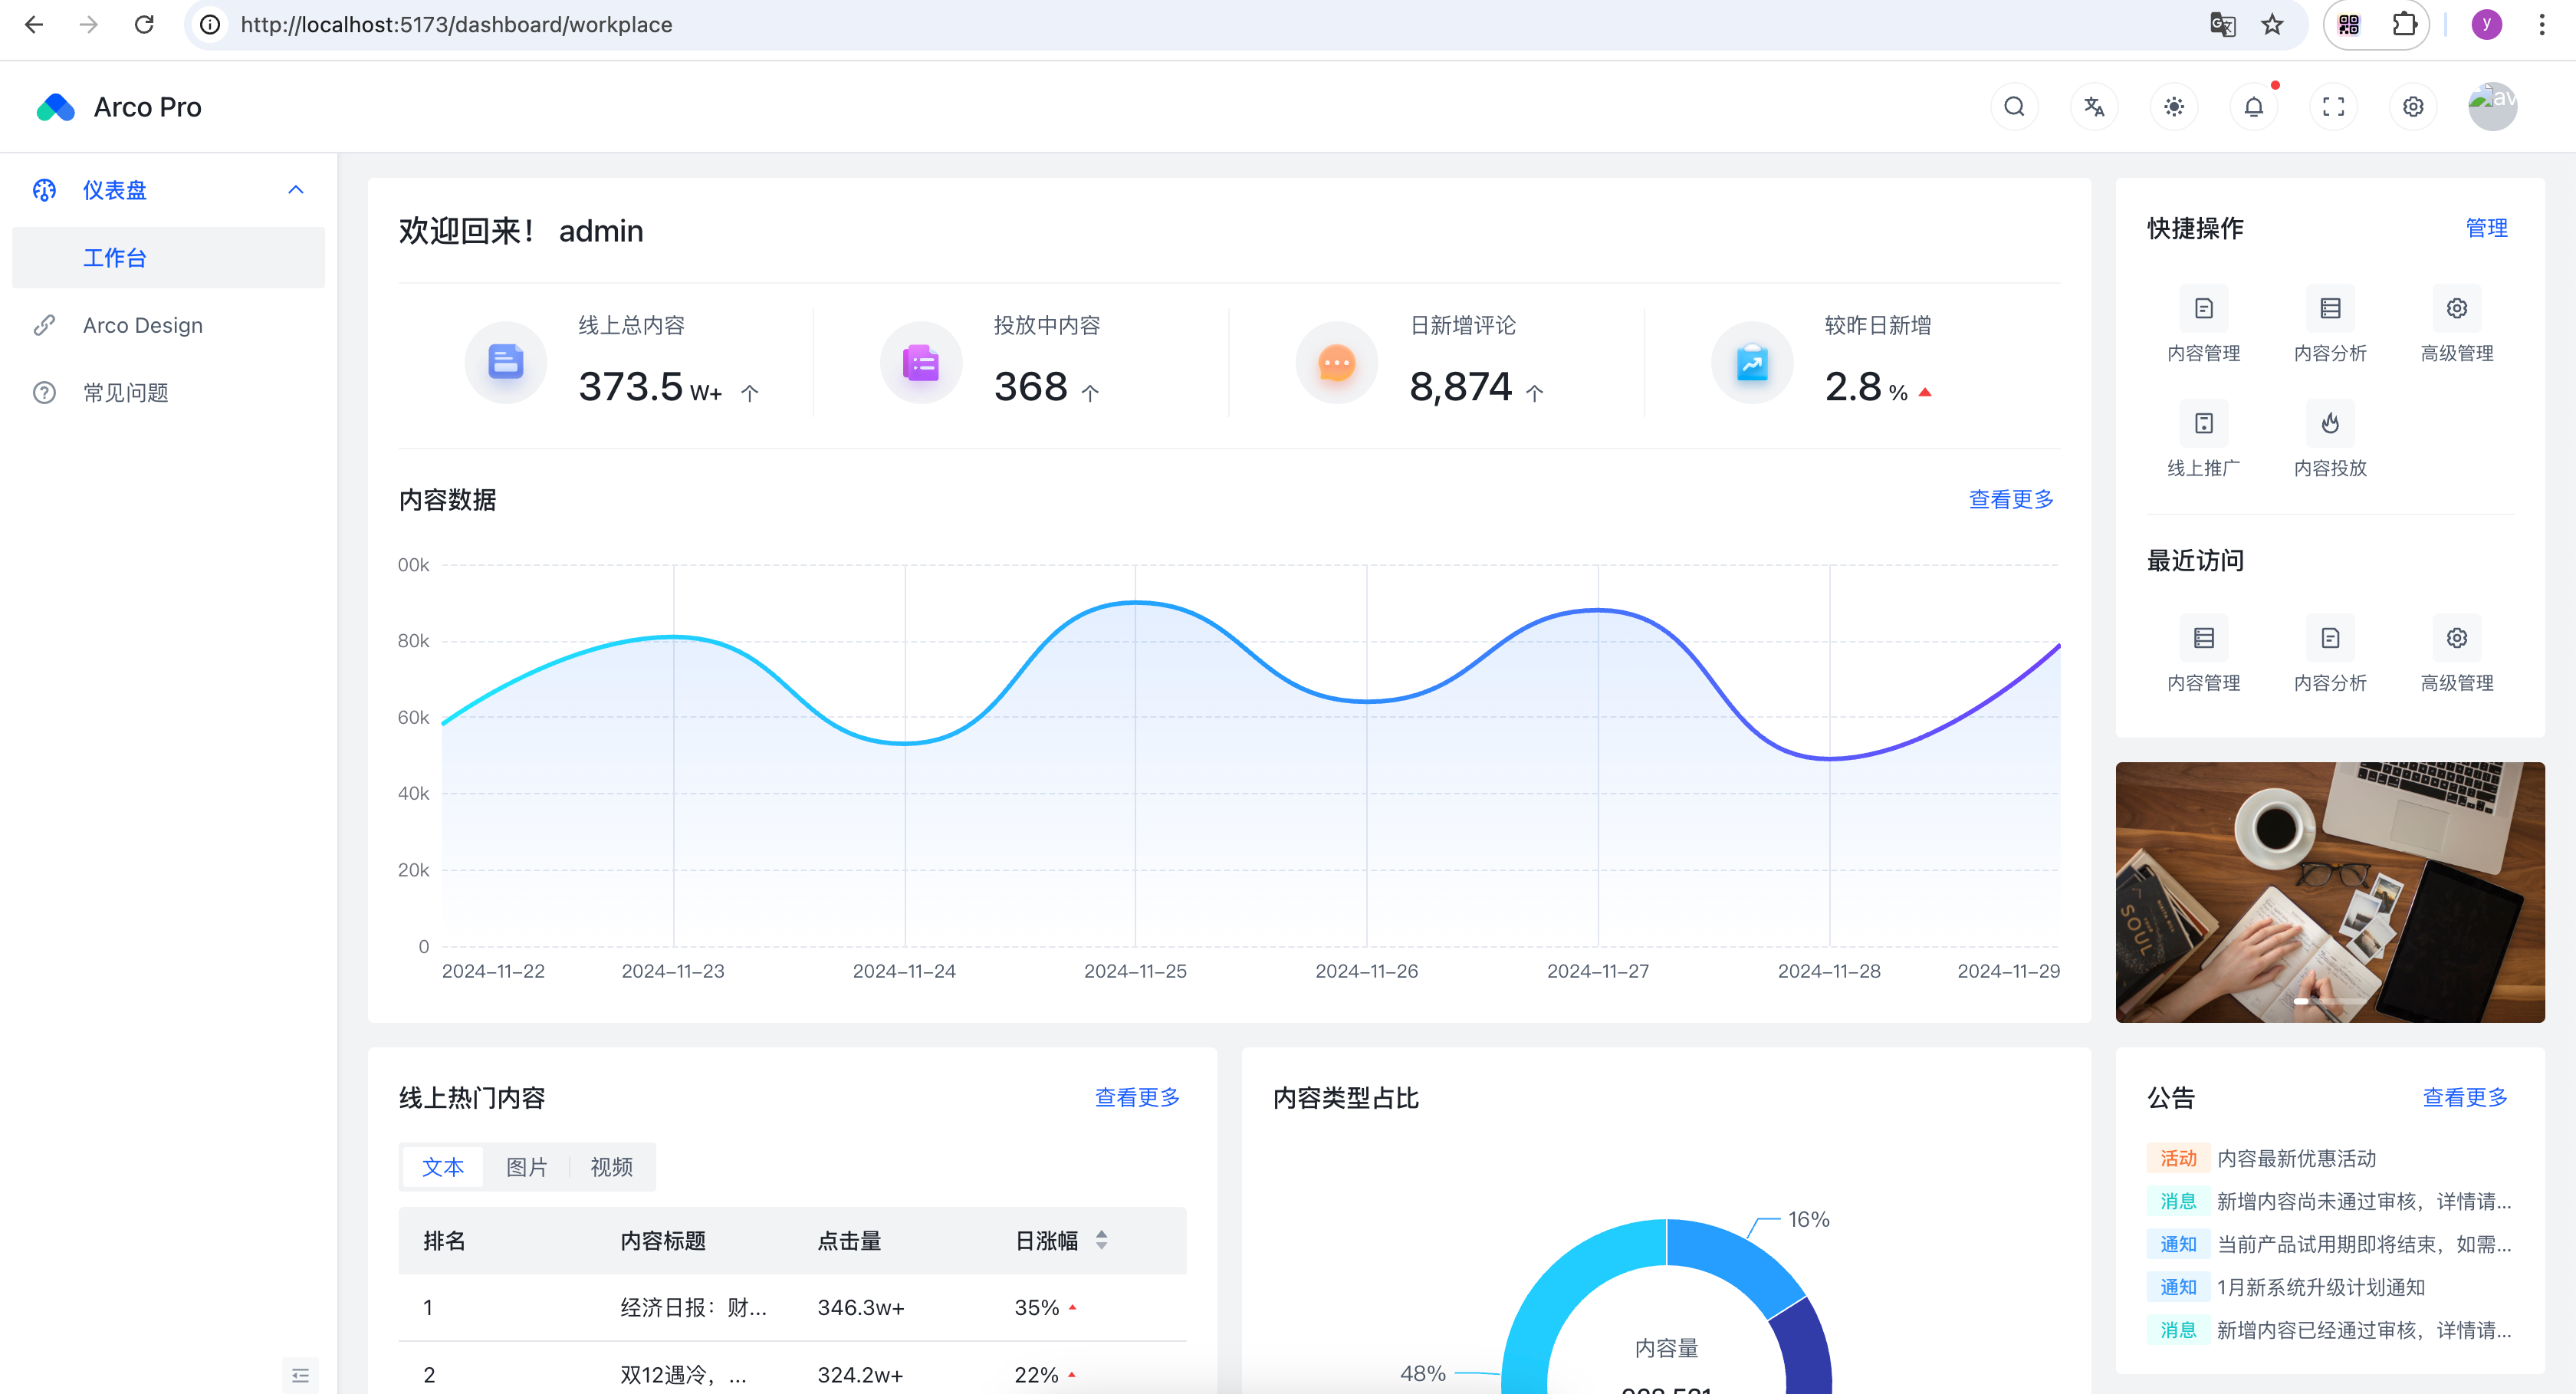 http://localhost:5173/dashboard/workplace
y
Arco Pro
av
仪表盘
工作台
Arco Design
常见问题
欢迎回来！ admin
线上总内容
373.5 W+ 个
投放中内容
368 个
日新增评论
8,874 个
较昨日新增
2.8 %
内容数据
查看更多
00k
80k
60k
40k
20k
0
2024-11-22 2024-11-23 2024-11-24 2024-11-25 2024-11-26 2024-11-27 2024-11-28 2024-11-29
快捷操作
管理
内容管理 内容分析 高级管理
线上推广 内容投放
最近访问
内容管理 内容分析 高级管理
SOUL
线上热门内容
查看更多
文本 图片 视频
排名 内容标题 点击量 日涨幅
1 经济日报：财... 346.3w+ 35%
2 双12遇冷，... 324.2w+ 22%
内容类型占比
16%
48%
内容量
公告
查看更多
活动 内容最新优惠活动
消息 新增内容尚未通过审核，详情请...
通知 当前产品试用期即将结束，如需...
通知 1月新系统升级计划通知
消息 新增内容已经通过审核，详情请...